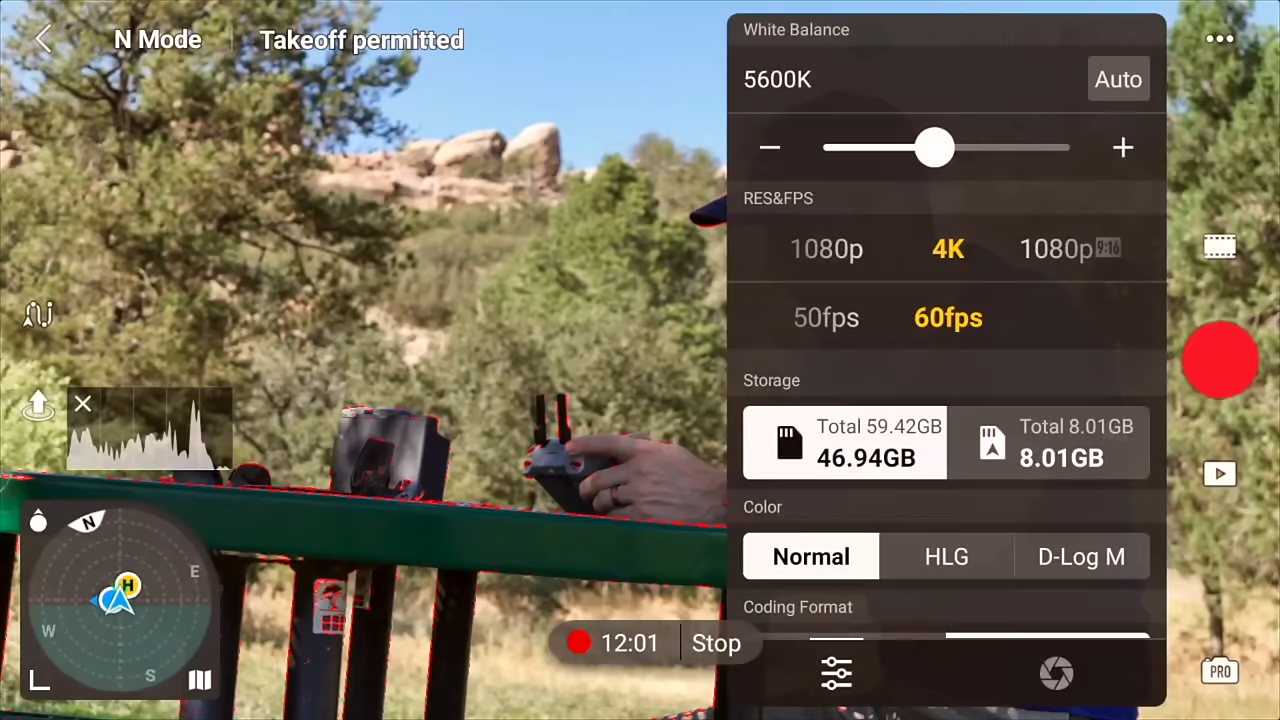 N Mode
Takeoff permitted
White Balance
5600K
Auto
RES&FPS
1080p
4K
1080p 9:16
50fps
60fps
Storage
Total 59.42GB
46.94GB
Total 8.01GB
8.01GB
Color
Normal
HLG
D-Log M
Coding Format
12:01
Stop
N
E
H
W
S
PRO